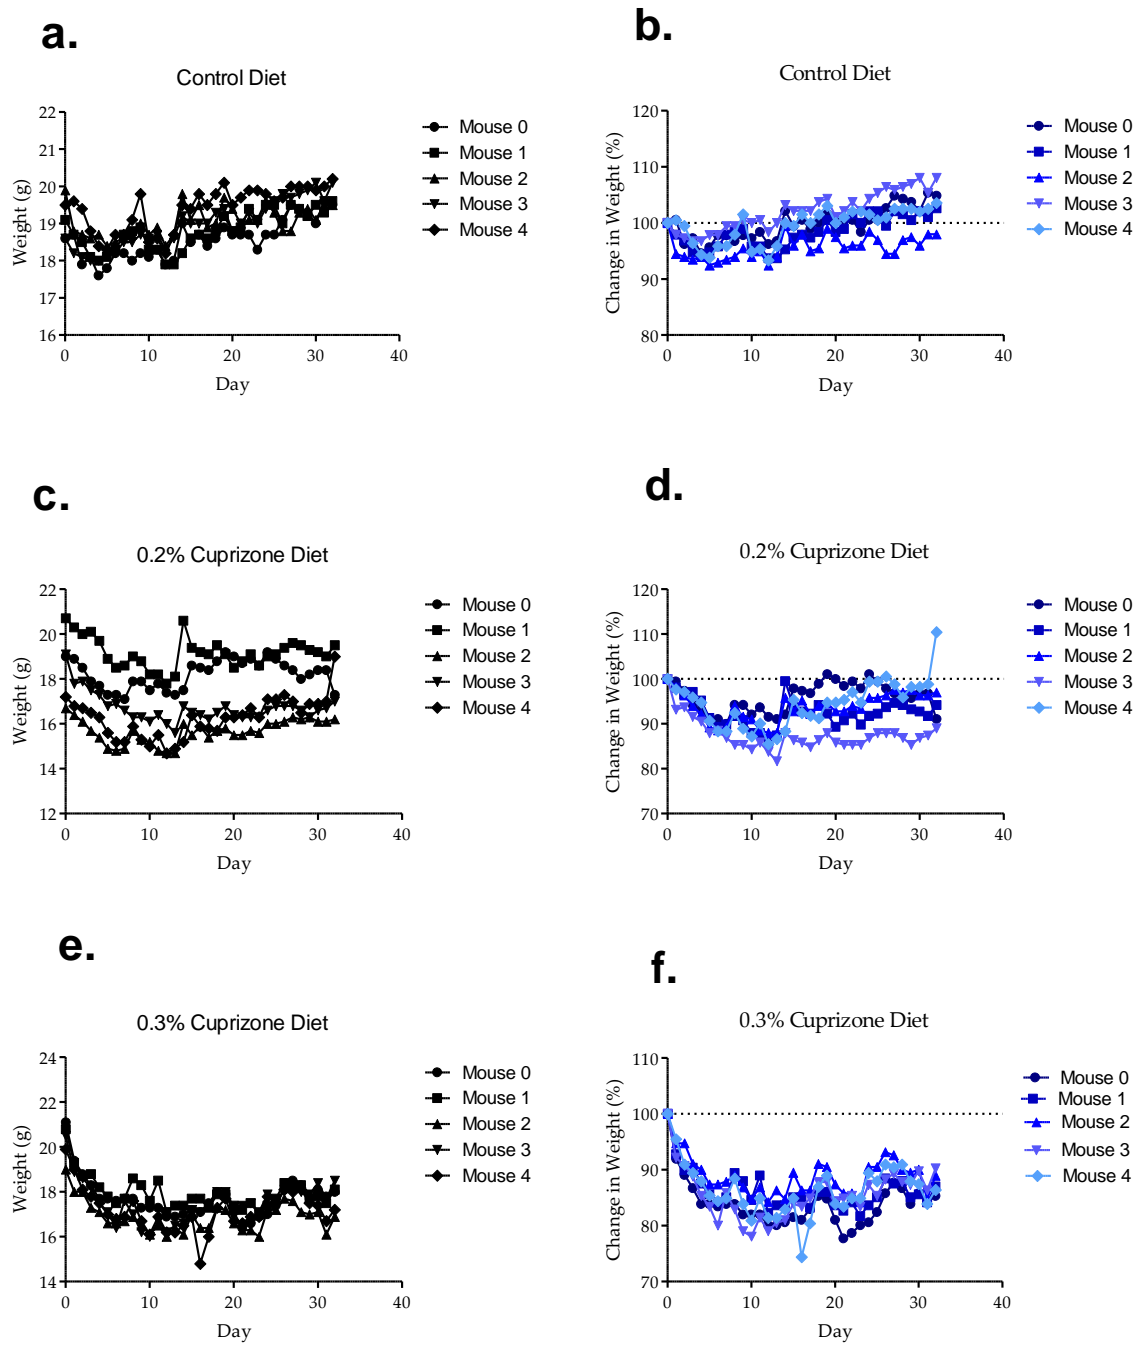 a.
Control Diet
22
21
20
19
18
17
16
0 10 20 30 40
Weight (g)
Day
Mouse 0
Mouse 1
Mouse 2
Mouse 3
Mouse 4
b.
Control Diet
120
110
100
90
80
0 10 20 30 40
Change in Weight (%)
Day
Mouse 0
Mouse 1
Mouse 2
Mouse 3
Mouse 4
c.
0.2% Cuprizone Diet
22
20
18
16
14
12
0 10 20 30 40
Weight (g)
Day
Mouse 0
Mouse 1
Mouse 2
Mouse 3
Mouse 4
d.
0.2% Cuprizone Diet
120
110
100
90
80
70
0 10 20 30 40
Change in Weight (%)
Day
Mouse 0
Mouse 1
Mouse 2
Mouse 3
Mouse 4
e.
0.3% Cuprizone Diet
24
22
20
18
16
14
0 10 20 30 40
Weight (g)
Day
Mouse 0
Mouse 1
Mouse 2
Mouse 3
Mouse 4
f.
0.3% Cuprizone Diet
110
100
90
80
70
0 10 20 30 40
Change in Weight (%)
Day
Mouse 0
Mouse 1
Mouse 2
Mouse 3
Mouse 4